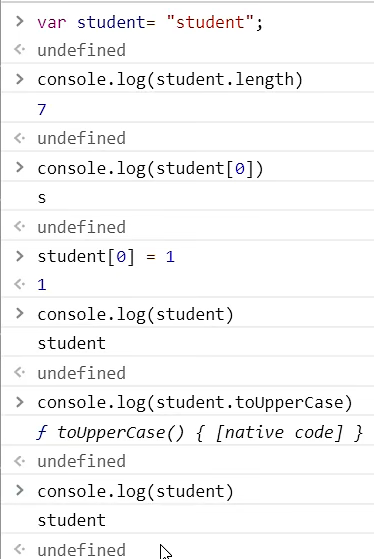 > var student= "student";
< undefined
> console.log(student.length)
7
< undefined
> console.log(student[0])
s
< undefined
> student[0] = 1
< 1
> console.log(student)
student
< undefined
> console.log(student.toUpperCase)
ƒ toUpperCase() { [native code] }
< undefined
> console.log(student)
student
< undefined